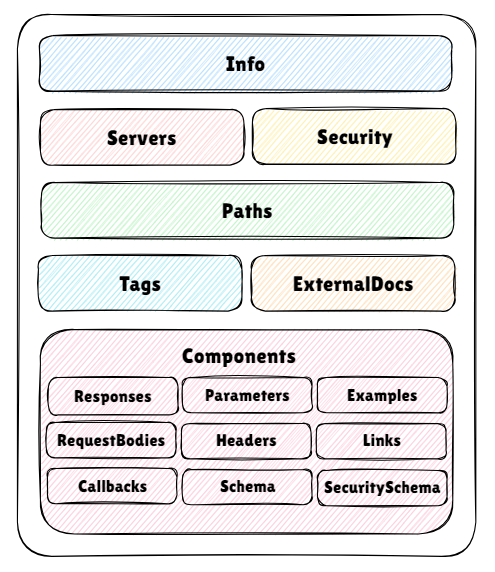 Info
Servers
Security
Paths
Tags
ExternalDocs
Components
Responses
Parameters
Examples
RequestBodies
Headers
Links
Callbacks
Schema
SecuritySchema